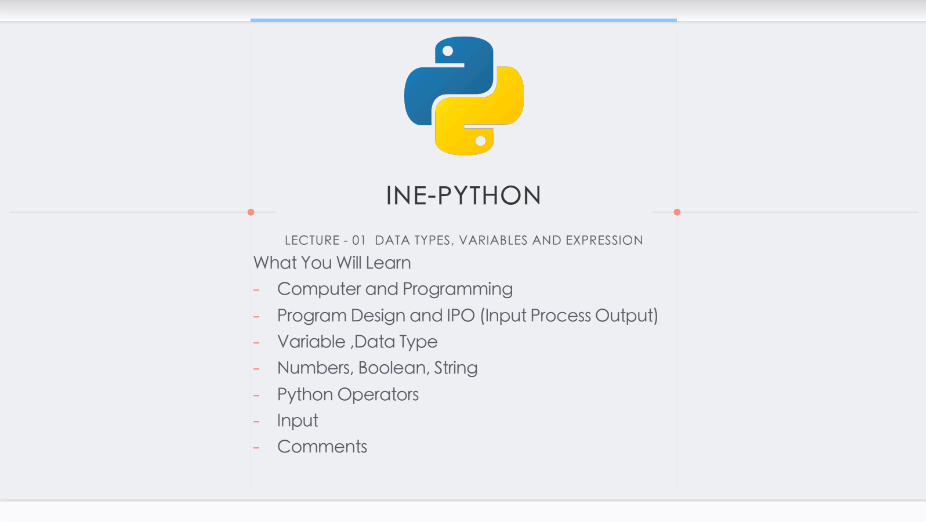 INE-PYTHON
LECTURE - 01 DATA TYPES, VARIABLES AND EXPRESSION
What You Will Learn
- Computer and Programming
- Program Design and IPO (Input Process Output)
- Variable ,Data Type
- Numbers, Boolean, String
- Python Operators
- Input
- Comments